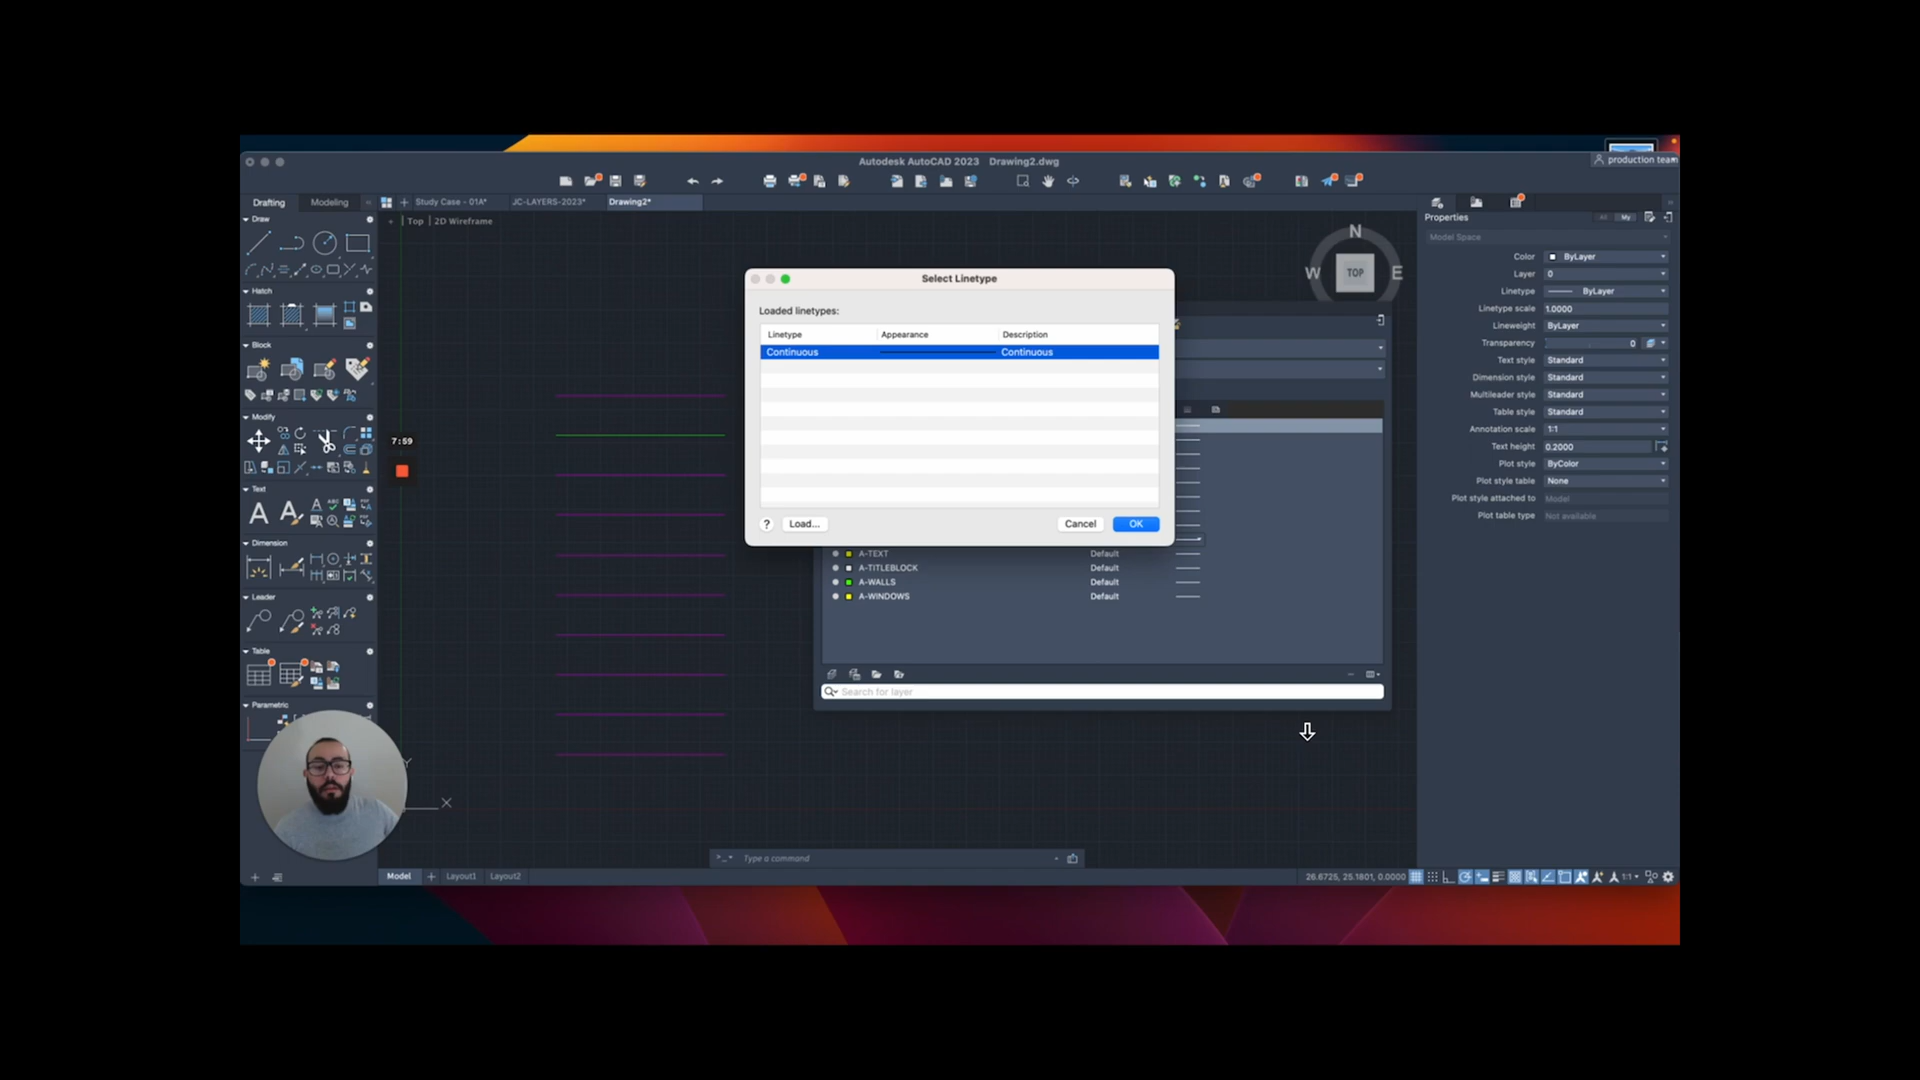 Autodesk AutoCAD 2023 Drawing2.dwg
production team
Drafting
Modeling
Study Case - 01A*
JC-LAYERS-2023*
Drawing2*
Top
2D Wireframe
Draw
Hatch
Block
Modify
Text
Dimension
Leader
Table
Parametric
7:59
N
W
TOP
E
Select Linetype
Loaded linetypes:
Linetype Appearance Description
Continuous Continuous
?
Load...
Cancel
OK
A-TEXT Default
A-TITLEBLOCK Default
A-WALLS Default
A-WINDOWS Default
Search for layer
Properties
All
My
Model Space
Color ByLayer
Layer 0
Linetype ByLayer
Linetype scale 1.0000
Lineweight ByLayer
Transparency 0
Text style Standard
Dimension style Standard
Multileader style Standard
Table style Standard
Annotation scale 1:1
Text height 0.2000
Plot style ByColor
Plot style table None
Plot style attached to Model
Plot table type Not available
Y
X
Type a command
Model
Layout1
Layout2
26.6725, 25.1801, 0.0000
1:1